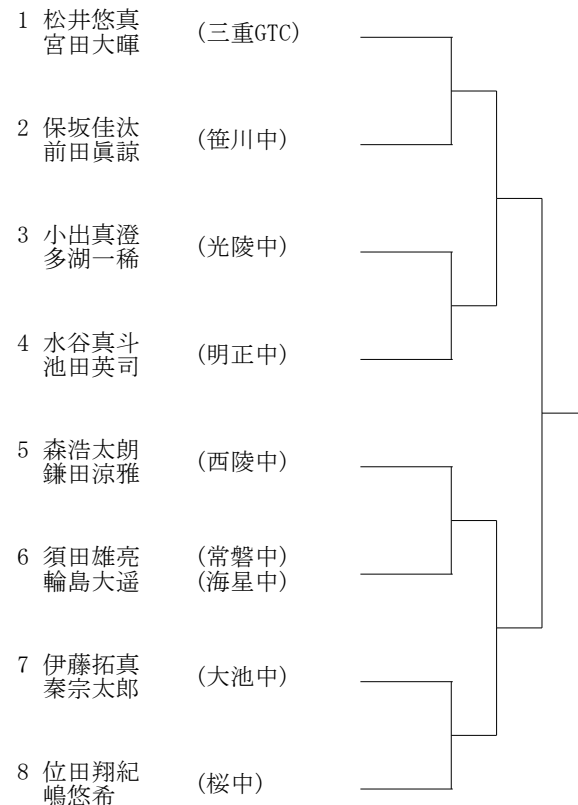 1 松井悠真 (三重GTC)
宮田大暉
2 保坂佳汰 (笹川中)
前田眞諒
3 小出真澄 (光陵中)
多湖一稀
4 水谷真斗 (明正中)
池田英司
5 森浩太朗 (西陵中)
鎌田涼雅
6 須田雄亮 (常磐中)
輪島大遥 (海星中)
7 伊藤拓真 (大池中)
秦宗太郎
8 位田翔紀 (桜中)
嶋悠希